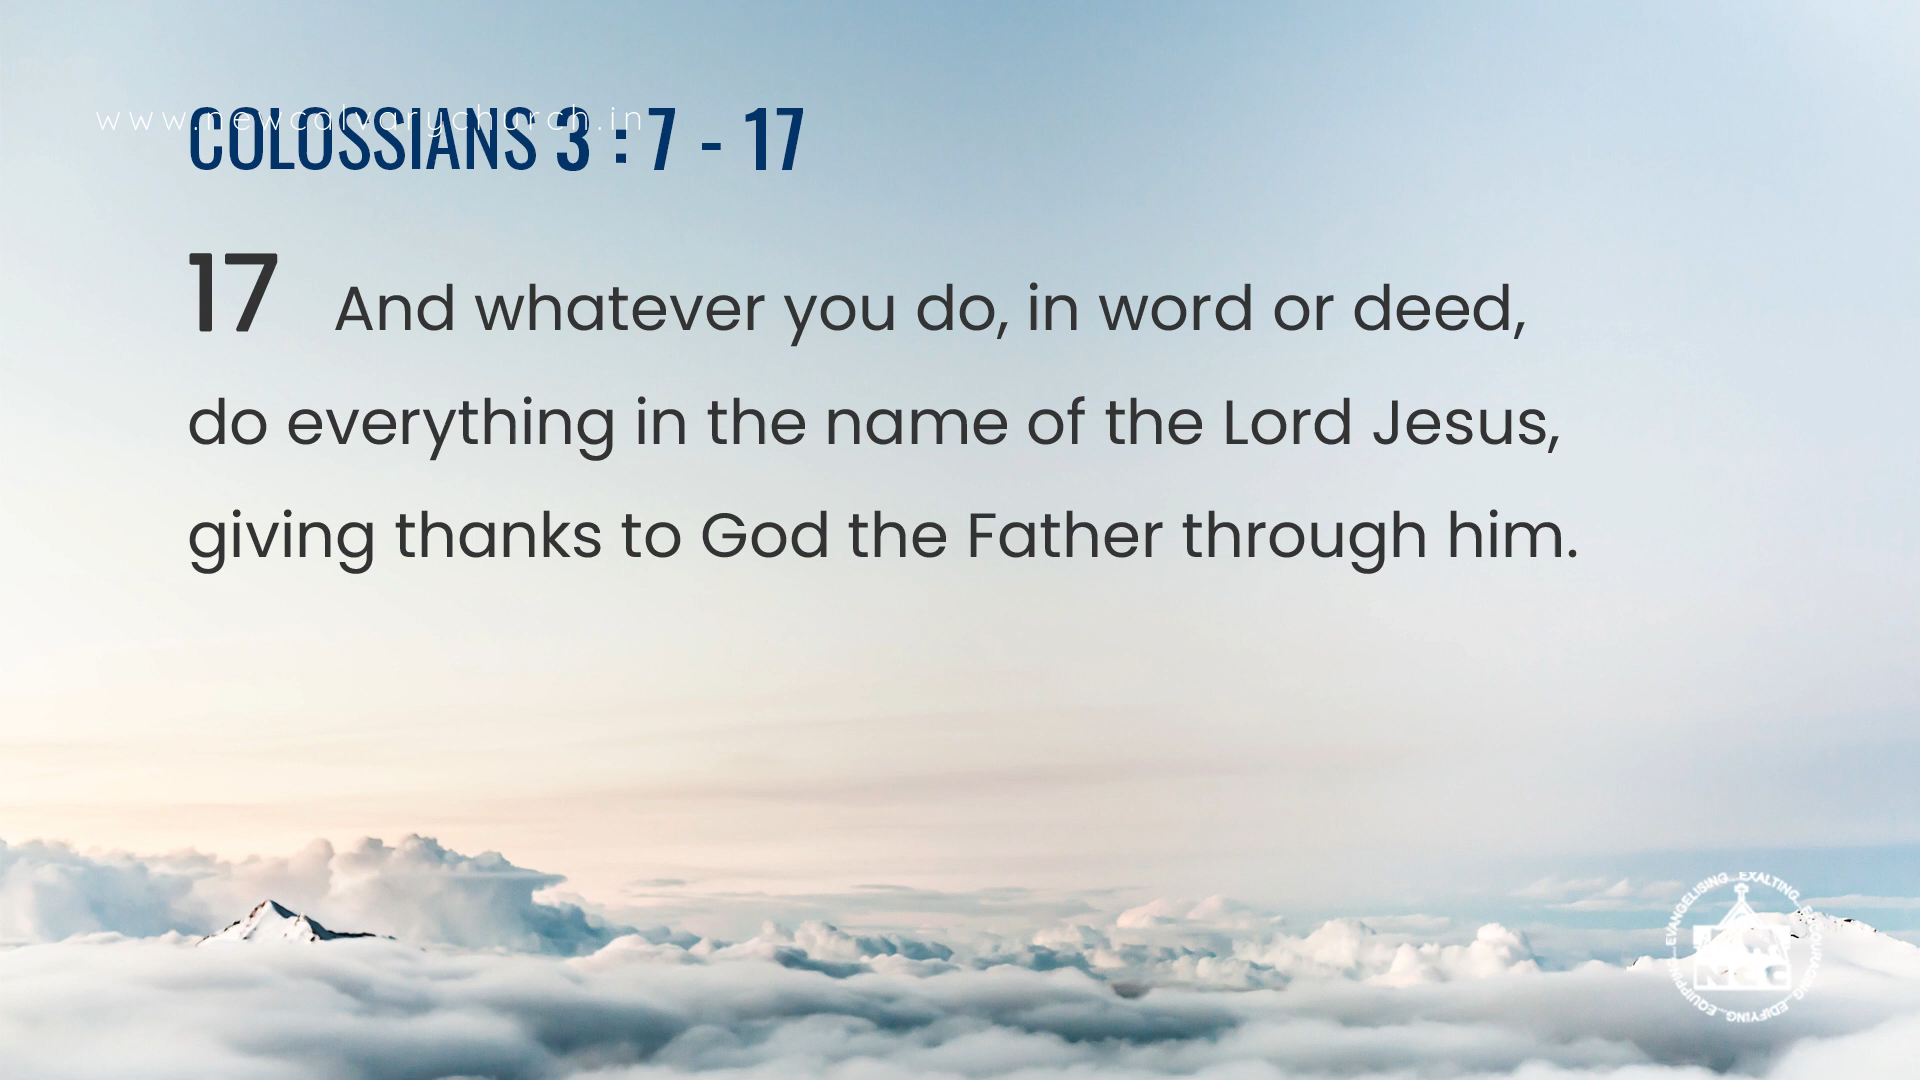 www.newcalvarychurch.in
COLOSSIANS 3 : 7 - 17
17 And whatever you do, in word or deed,
do everything in the name of the Lord Jesus,
giving thanks to God the Father through him.
EVANGELISING EXALTING ENCOURAGING EDIFYING EQUIPPING
NCC